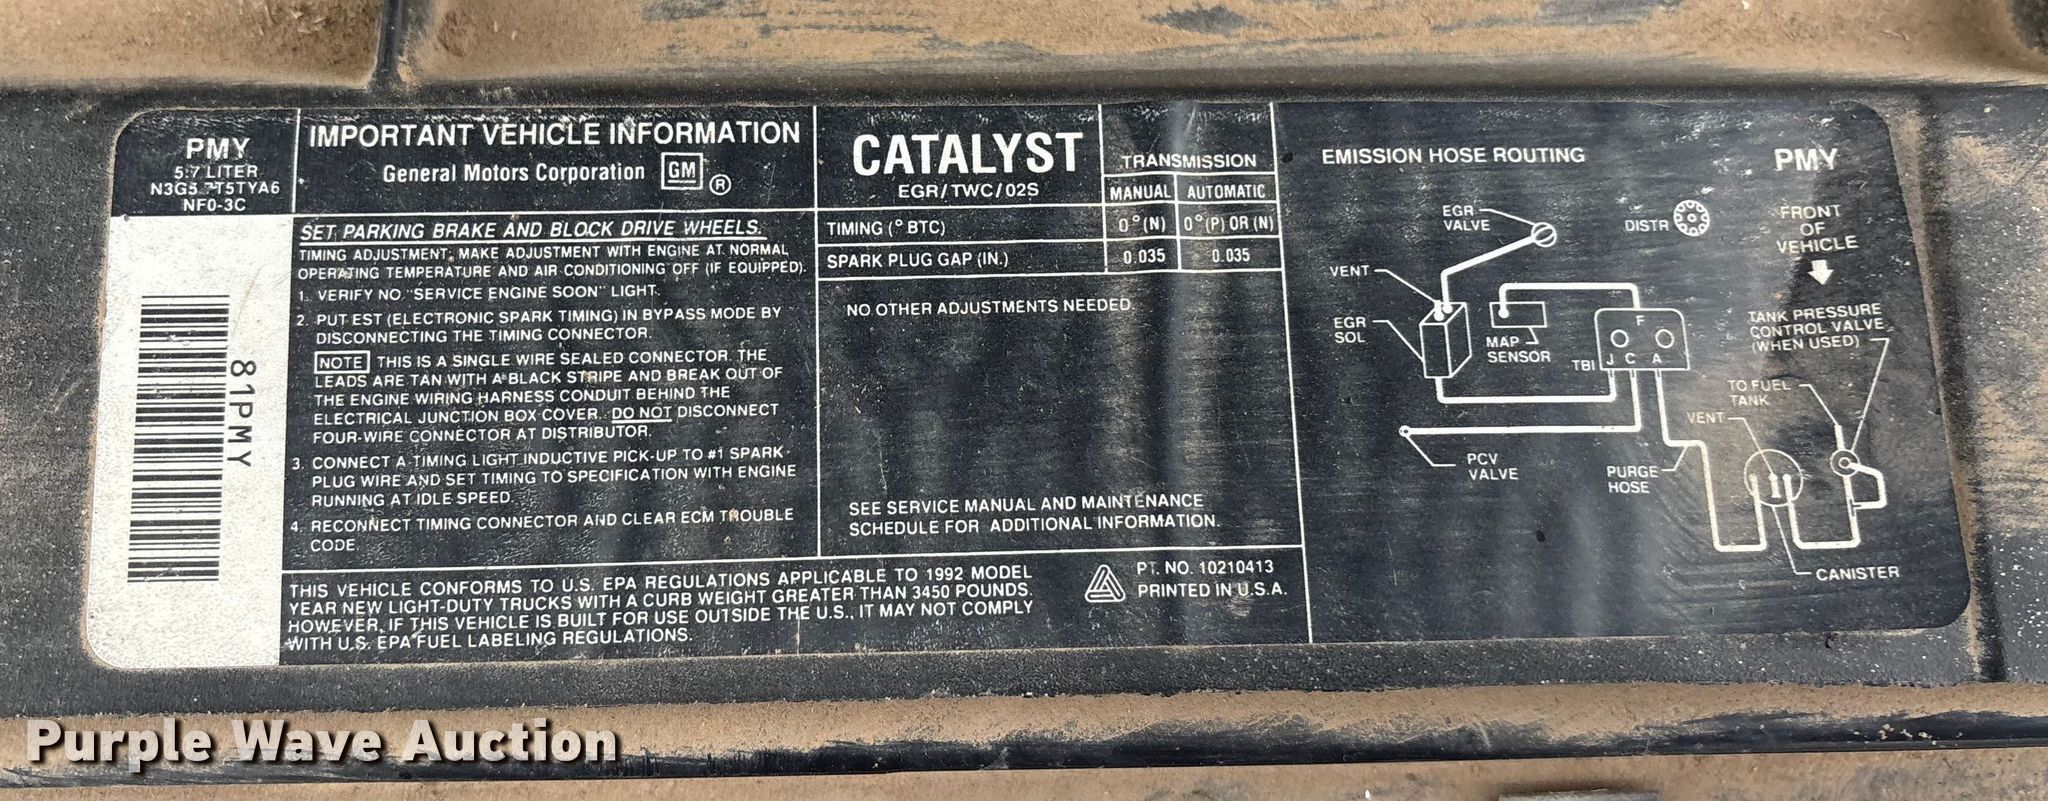 PMY
5.7 LITER
N3G5.7T5TYA6
NF0-3C
81PMY
IMPORTANT VEHICLE INFORMATION
General Motors Corporation GM ®
SET PARKING BRAKE AND BLOCK DRIVE WHEELS.
TIMING ADJUSTMENT: MAKE ADJUSTMENT WITH ENGINE AT NORMAL
OPERATING TEMPERATURE AND AIR CONDITIONING OFF (IF EQUIPPED).
1. VERIFY NO "SERVICE ENGINE SOON" LIGHT.
2. PUT EST (ELECTRONIC SPARK TIMING) IN BYPASS MODE BY
DISCONNECTING THE TIMING CONNECTOR.
NOTE THIS IS A SINGLE WIRE SEALED CONNECTOR. THE
LEADS ARE TAN WITH A BLACK STRIPE AND BREAK OUT OF
THE ENGINE WIRING HARNESS CONDUIT BEHIND THE
ELECTRICAL JUNCTION BOX COVER. DO NOT DISCONNECT
FOUR-WIRE CONNECTOR AT DISTRIBUTOR.
3. CONNECT A TIMING LIGHT INDUCTIVE PICK-UP TO #1 SPARK
PLUG WIRE AND SET TIMING TO SPECIFICATION WITH ENGINE
RUNNING AT IDLE SPEED.
4. RECONNECT TIMING CONNECTOR AND CLEAR ECM TROUBLE
CODE.
CATALYST
EGR/TWC/02S
TRANSMISSION
MANUAL AUTOMATIC
TIMING (° BTC) 0°(N) 0°(P) OR (N)
SPARK PLUG GAP (IN.) 0.035 0.035
NO OTHER ADJUSTMENTS NEEDED.
SEE SERVICE MANUAL AND MAINTENANCE
SCHEDULE FOR ADDITIONAL INFORMATION.
THIS VEHICLE CONFORMS TO U.S. EPA REGULATIONS APPLICABLE TO 1992 MODEL
YEAR NEW LIGHT-DUTY TRUCKS WITH A CURB WEIGHT GREATER THAN 3450 POUNDS.
HOWEVER, IF THIS VEHICLE IS BUILT FOR USE OUTSIDE THE U.S., IT MAY NOT COMPLY
WITH U.S. EPA FUEL LABELING REGULATIONS.
PT. NO. 10210413
PRINTED IN U.S.A.
EMISSION HOSE ROUTING
PMY
EGR
VALVE
DISTR
FRONT
OF
VEHICLE
VENT
EGR
SOL
MAP
SENSOR
F
TBI J C A
TANK PRESSURE
CONTROL VALVE
(WHEN USED)
TO FUEL
TANK
VENT
PCV
VALVE
PURGE
HOSE
CANISTER
Purple Wave Auction